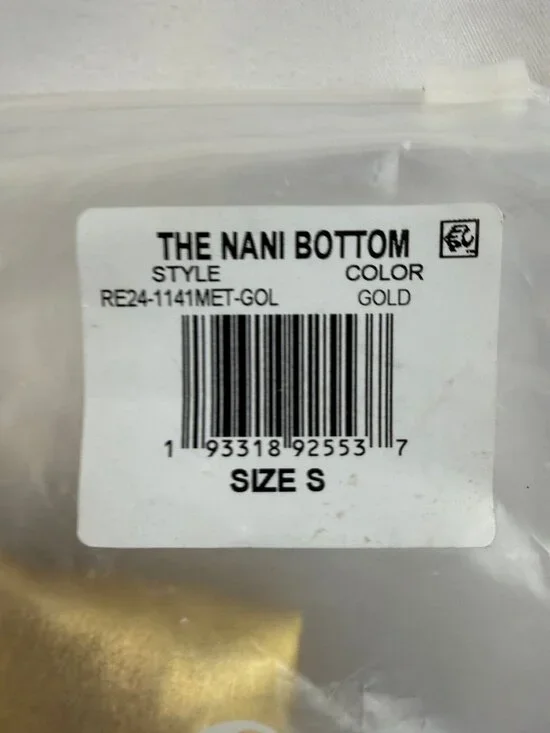 THE NANI BOTTOM
STYLE COLOR
RE24-1141MET-GOL GOLD
1 93318 92553 7
SIZE S